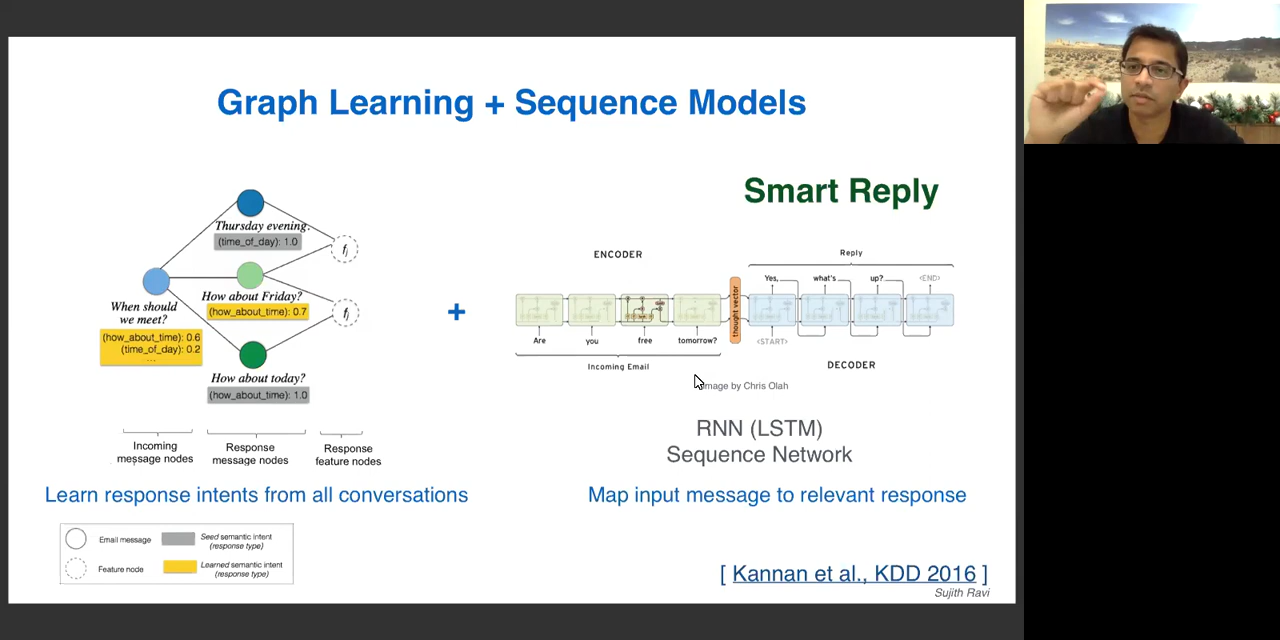 Graph Learning + Sequence Models
Smart Reply
Thursday evening.
(time_of_day): 1.0
fj
When should
we meet?
(how_about_time): 0.6
(time_of_day): 0.2
...
How about Friday?
(how_about_time): 0.7
fj
How about today?
(how_about_time): 1.0
Incoming
message nodes
Response
message nodes
Response
feature nodes
Learn response intents from all conversations
Email message
Seed semantic intent
(response type)
Feature node
Learned semantic intent
(response type)
+
ENCODER
Reply
Yes, what's up? <END>
thought vector
Are you free tomorrow? <START>
Incoming Email
DECODER
Image by Chris Olah
RNN (LSTM)
Sequence Network
Map input message to relevant response
[ Kannan et al., KDD 2016 ]
Sujith Ravi